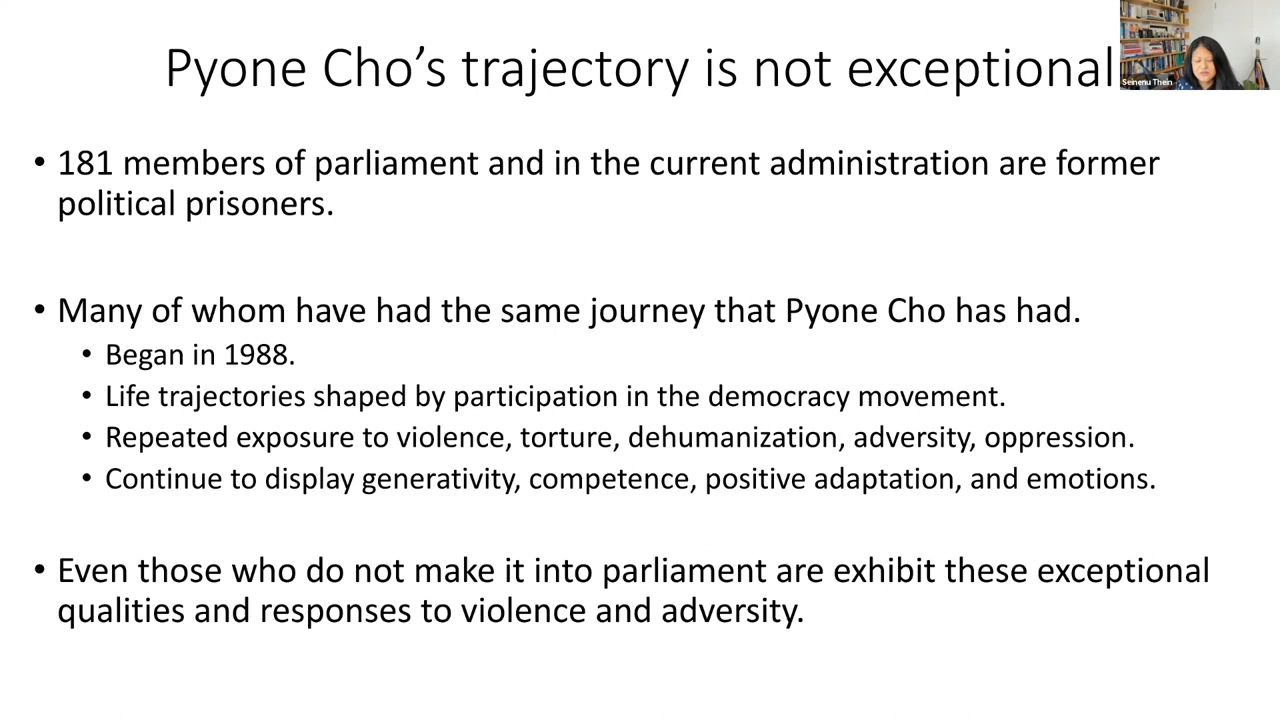 Pyone Cho’s trajectory is not exceptional
Seinenu Thein
• 181 members of parliament and in the current administration are former
political prisoners.
• Many of whom have had the same journey that Pyone Cho has had.
• Began in 1988.
• Life trajectories shaped by participation in the democracy movement.
• Repeated exposure to violence, torture, dehumanization, adversity, oppression.
• Continue to display generativity, competence, positive adaptation, and emotions.
• Even those who do not make it into parliament are exhibit these exceptional
qualities and responses to violence and adversity.